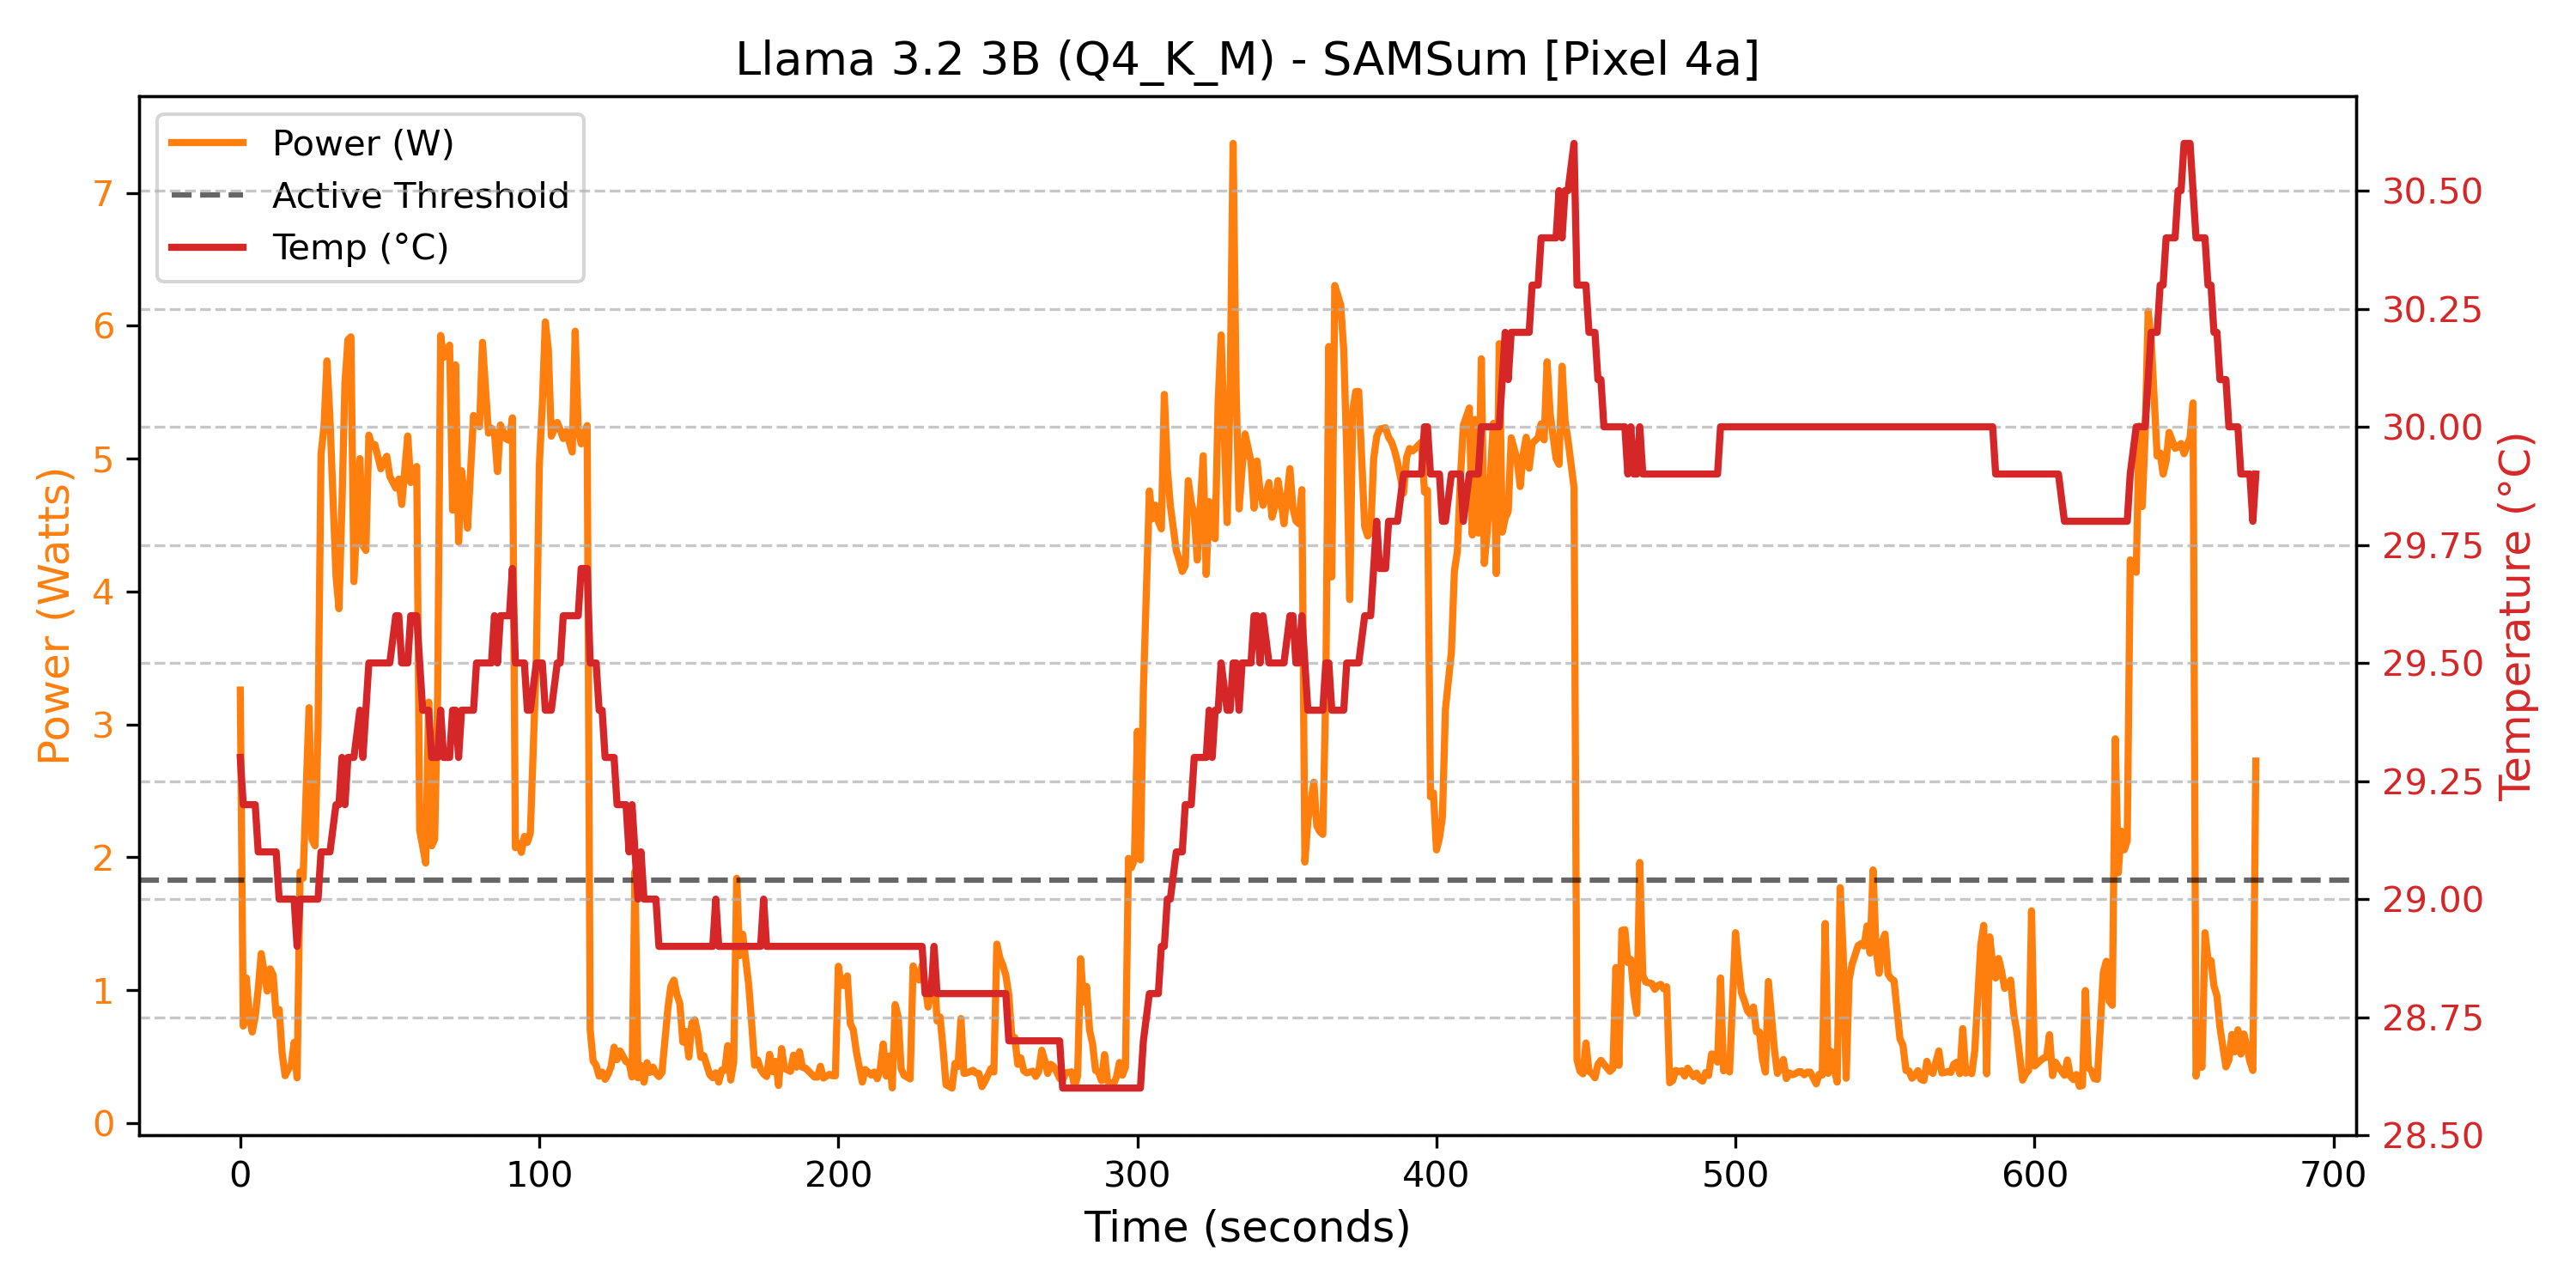 Llama 3.2 3B (Q4_K_M) - SAMSum [Pixel 4a]
Power (W)
Active Threshold
Temp (°C)
Power (Watts)
7
6
5
4
3
2
1
0
30.50
30.25
30.00
29.75
29.50
29.25
29.00
28.75
28.50
Temperature (°C)
0 100 200 300 400 500 600 700
Time (seconds)